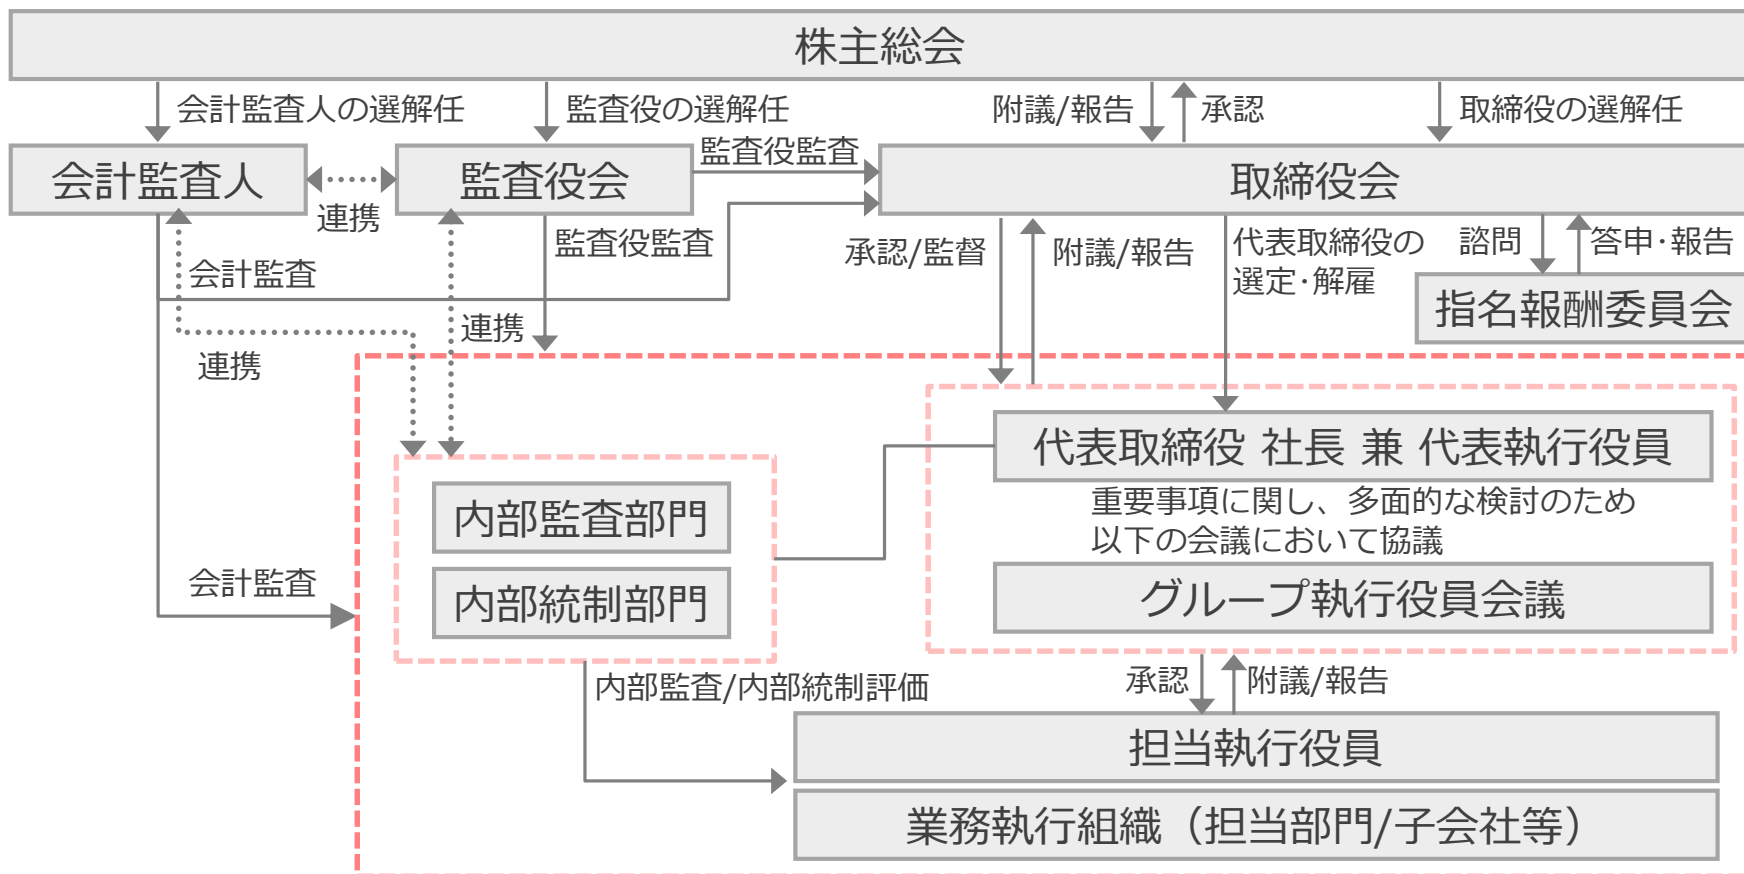 株主総会
会計監査人の選解任
監査役の選解任
附議/報告
承認
取締役の選解任
会計監査人
連携
監査役会
監査役監査
取締役会
会計監査
監査役監査
承認/監督
附議/報告
代表取締役の
選定・解雇
諮問
答申・報告
指名報酬委員会
連携
連携
代表取締役 社長 兼 代表執行役員
重要事項に関し、多面的な検討のため
以下の会議において協議
グループ執行役員会議
内部監査部門
内部統制部門
会計監査
内部監査/内部統制評価
承認
附議/報告
担当執行役員
業務執行組織（担当部門/子会社等）